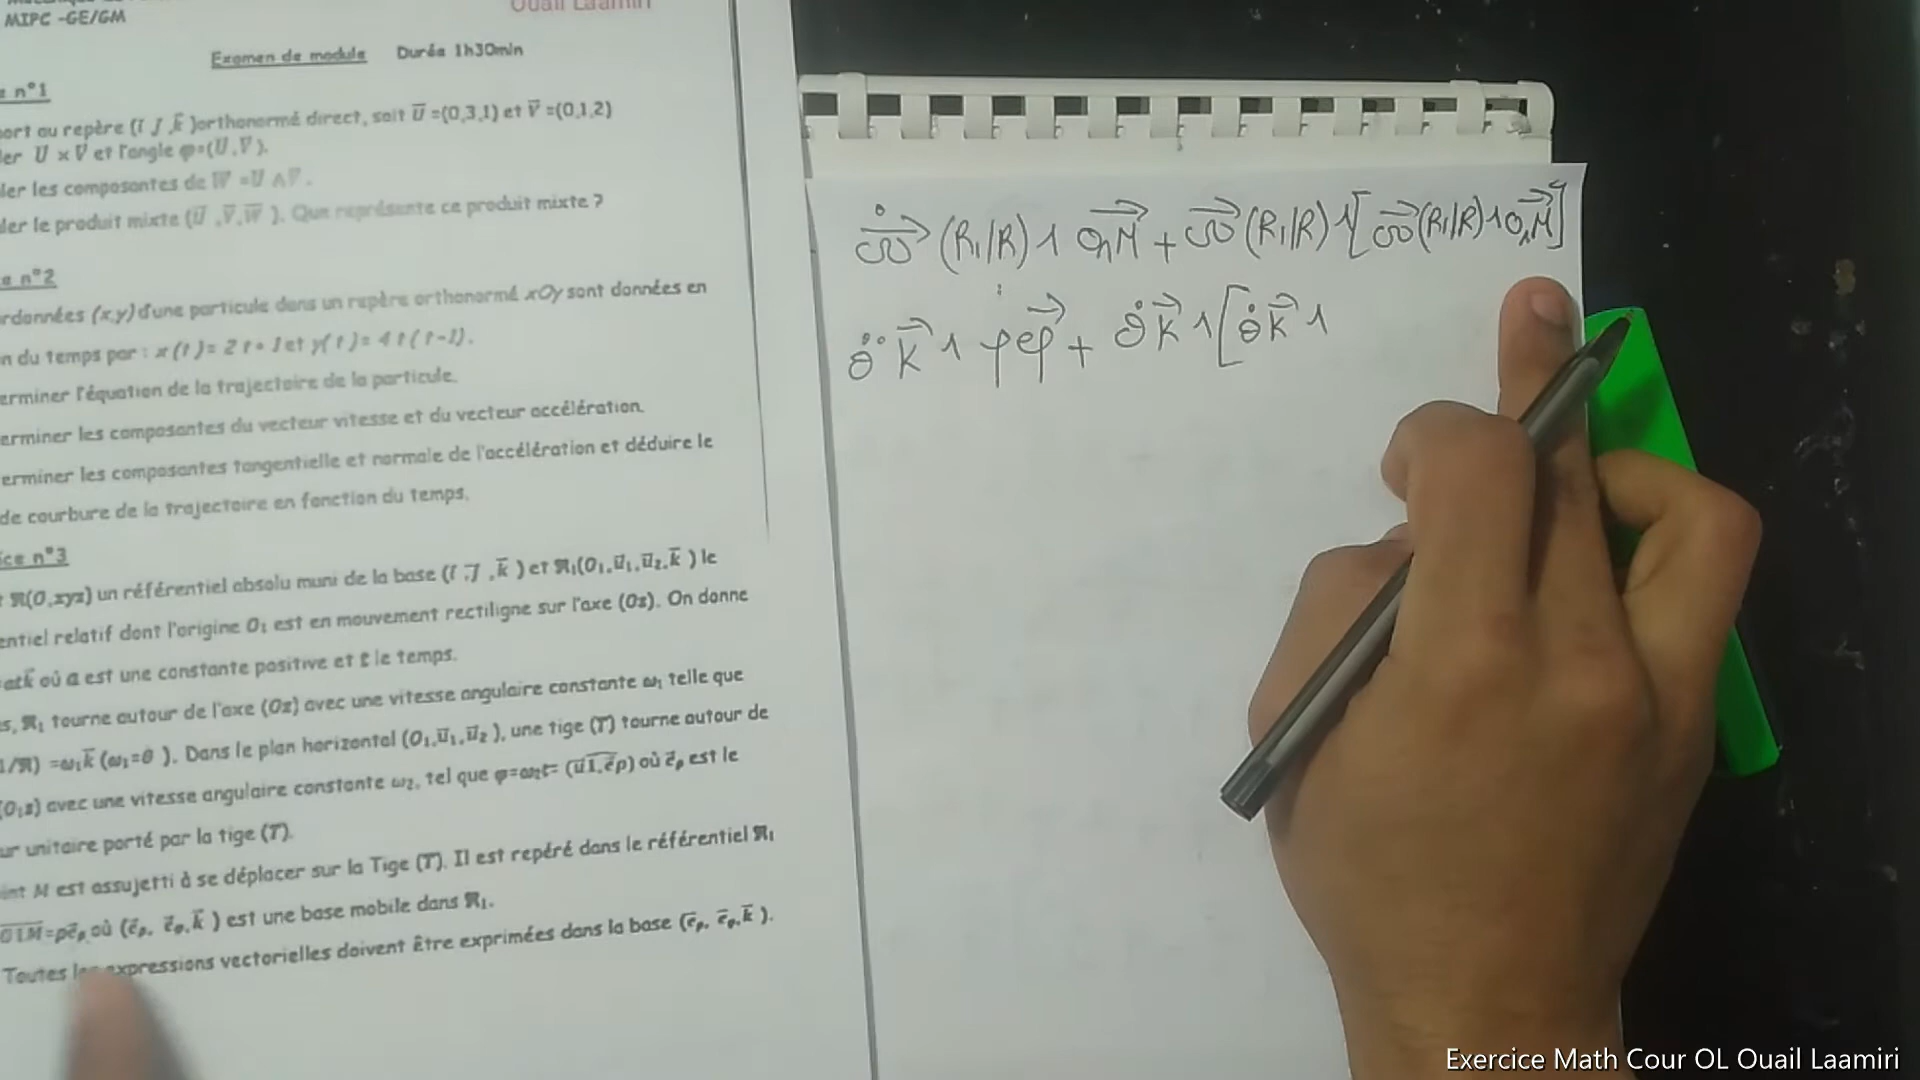 MIPC -GE/GM
Ouail Laamiri
Examen de module Durée 1h30min
n°1
ort au repère (i, j, k) orthonormé direct, soit U =(0,3,1) et V =(0,1,2)
ler U × V et l'angle φ=(U,V).
ler les composantes de W =U ∧ V.
ler le produit mixte (U,V,W). Que représente ce produit mixte ?
e n°2
rdonnées (x,y) d'une particule dans un repère orthonormé xOy sont données en
n du temps par : x(t)= 2t+1 et y(t)= 4t(t-1).
erminer l'équation de la trajectoire de la particule.
erminer les composantes du vecteur vitesse et du vecteur accélération.
erminer les composantes tangentielle et normale de l'accélération et déduire le
de courbure de la trajectoire en fonction du temps.
ce n°3
ℜ(O,xyz) un référentiel absolu muni de la base (i, j, k) et ℜ₁(O₁,u₁,u₂,k) le
entiel relatif dont l'origine O₁ est en mouvement rectiligne sur l'axe (Oz). On donne
atk où a est une constante positive et t le temps.
s, ℜ₁ tourne autour de l'axe (Oz) avec une vitesse angulaire constante ω₁ telle que
/ℜ) =ω₁k (ω₁=θ̇). Dans le plan horizontal (O₁,u₁,u₂), une tige (T) tourne autour de
(O₁z) avec une vitesse angulaire constante ω₂, tel que φ=ω₂t= (u1,eρ) où eρ est le
ur unitaire porté par la tige (T).
int M est assujetti à se déplacer sur la Tige (T). Il est repéré dans le référentiel ℜ₁
O1M=ρeρ où (eρ, eφ, k) est une base mobile dans ℜ₁.
Toutes les expressions vectorielles doivent être exprimées dans la base (eρ, eφ, k).
ω̇(R₁/R) ∧ O₁M + ω(R₁/R) ∧ [ω(R₁/R) ∧ O₁M]
θ̈ k ∧ ρeρ + θ̇ k ∧ [θ̇ k ∧
Exercice Math Cour OL Ouail Laamiri